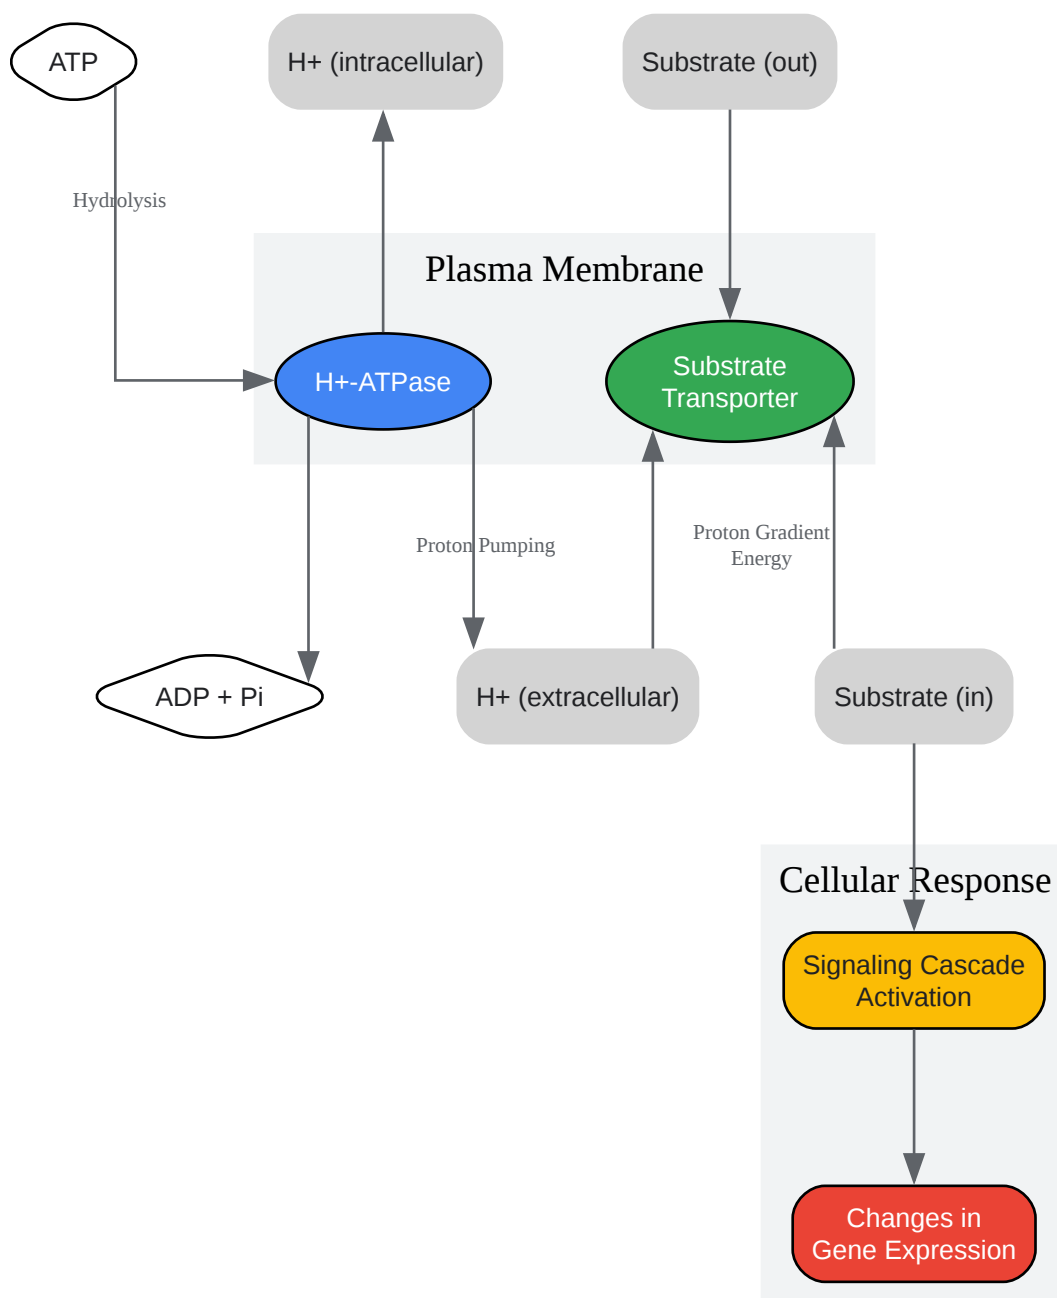 ATP
H+ (intracellular)
Substrate (out)
Hydrolysis
Plasma Membrane
H+-ATPase
Substrate
Transporter
Proton Pumping
Proton Gradient
Energy
ADP + Pi
H+ (extracellular)
Substrate (in)
Cellular Response
Signaling Cascade
Activation
Changes in
Gene Expression